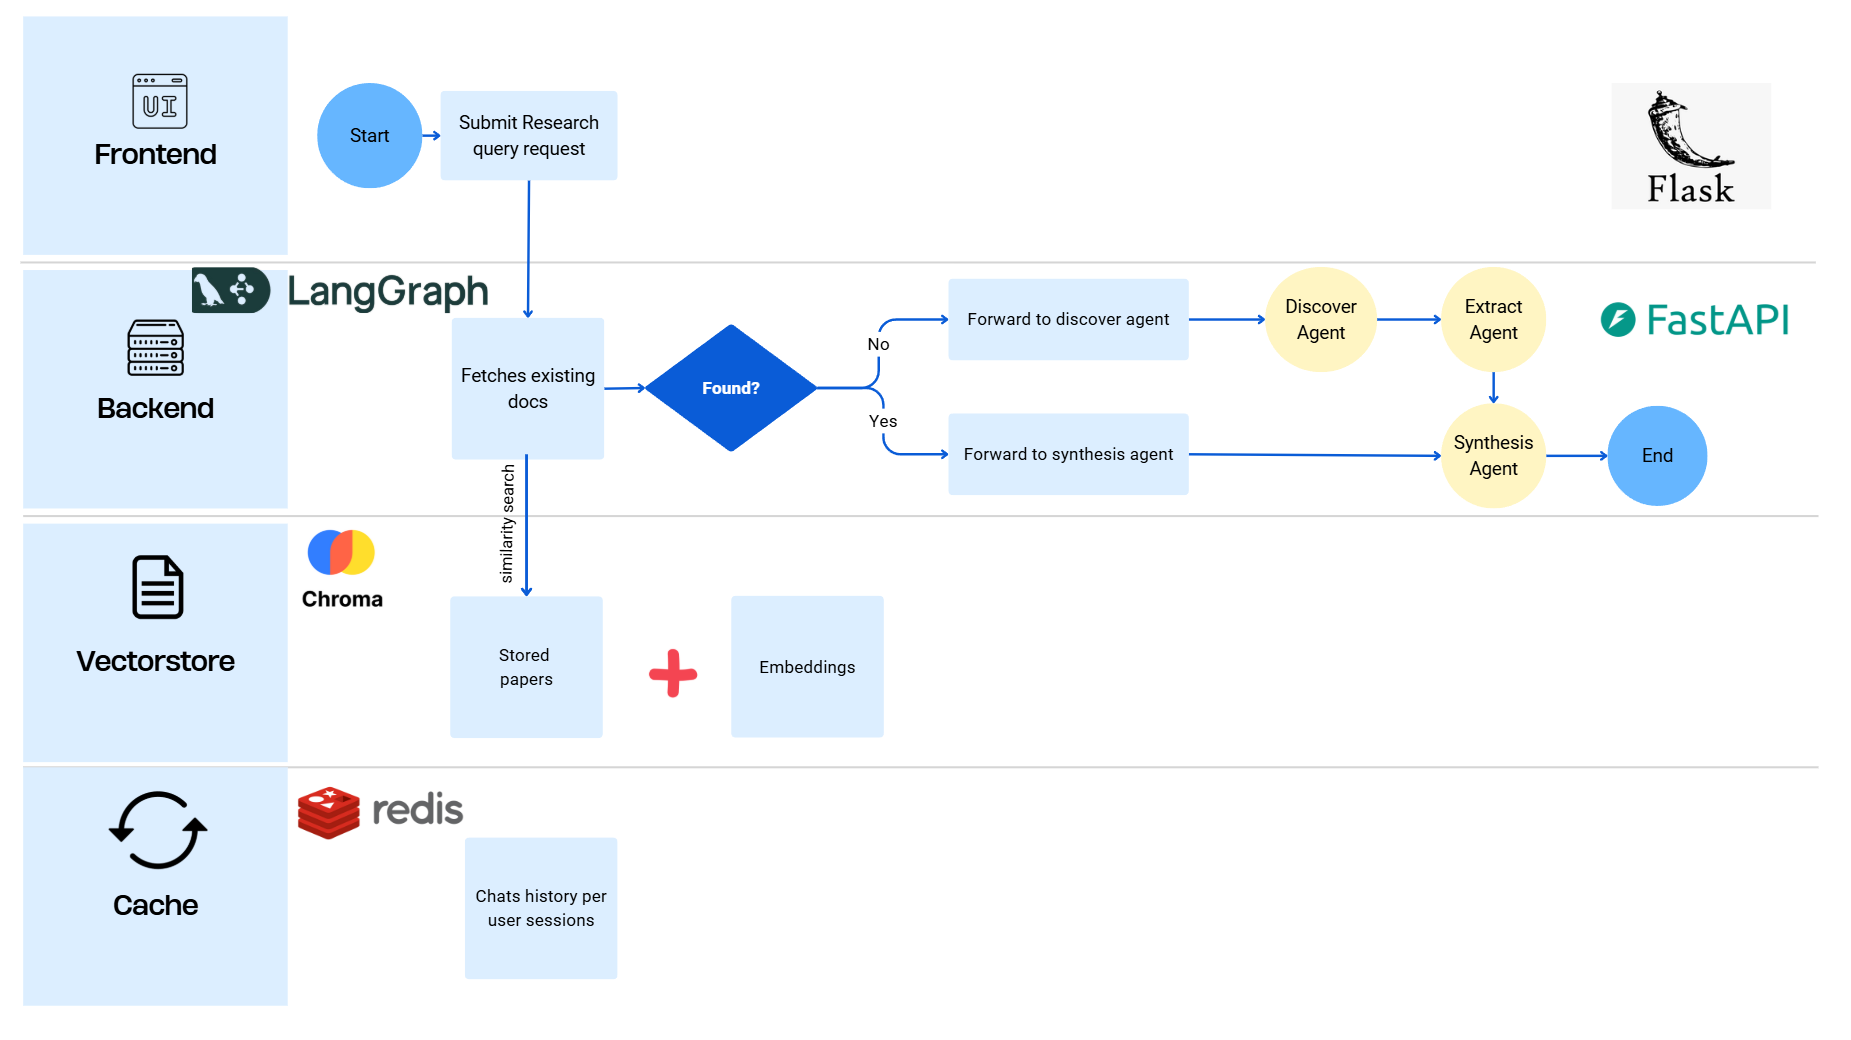 UI
Frontend
Start
Submit Research
query request
Flask
LangGraph
Backend
Fetches existing
docs
Found?
No
Yes
Forward to discover agent
Forward to synthesis agent
Discover
Agent
Extract
Agent
Synthesis
Agent
End
FastAPI
similarity search
Vectorstore
Chroma
Stored
papers
Embeddings
Cache
redis
Chats history per
user sessions